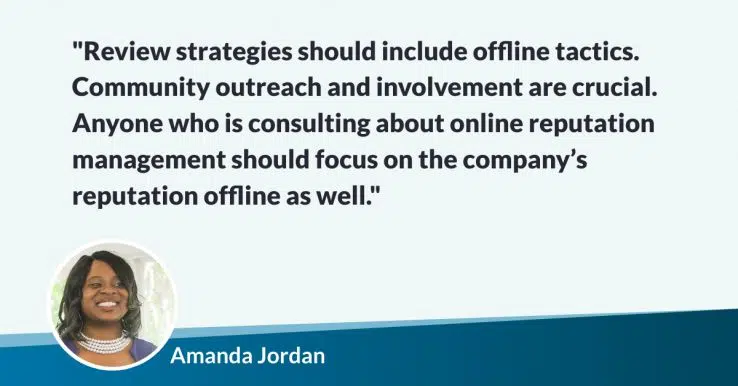 "Review strategies should include offline tactics.
Community outreach and involvement are crucial.
Anyone who is consulting about online reputation
management should focus on the company’s
reputation offline as well."
Amanda Jordan